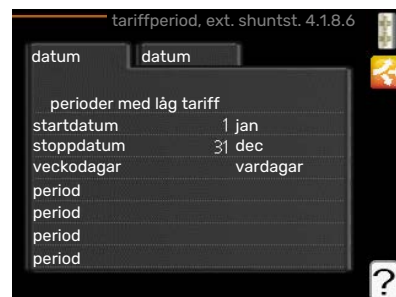 tariffperiod, ext. shuntst. 4.1.8.6
datum datum
perioder med låg tariff
startdatum 1 jan
stoppdatum 31 dec
veckodagar vardagar
period
period
period
period
?